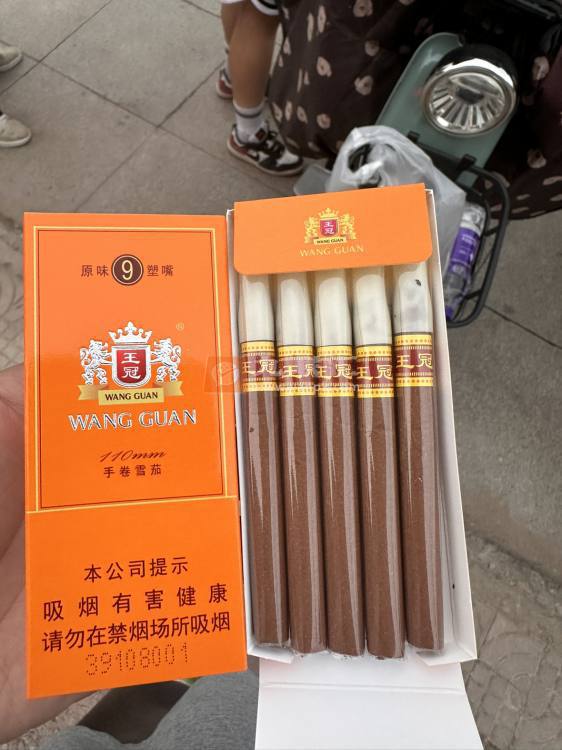 原味 9 塑嘴
®
王冠
WANG GUAN
WANG GUAN
110mm
手卷雪茄
本公司提示
吸烟有害健康
请勿在禁烟场所吸烟
39108001
王冠
WANG GUAN
WANG GUAN
王冠
王冠
王冠
王冠
王冠